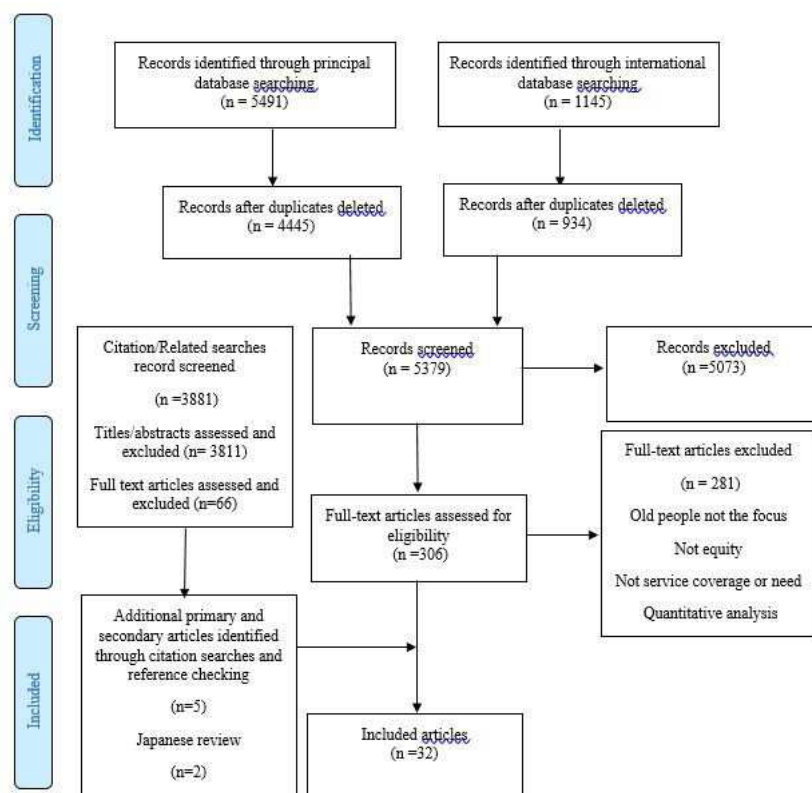 Identification
Records identified through principal
database searching
(n = 5491)
Records identified through international
database searching
(n = 1145)
Records after duplicates deleted
(n = 4445)
Records after duplicates deleted
(n = 934)
Screening
Citation/Related searches
record screened
(n =3881)
Titles/abstracts assessed and
excluded (n= 3811)
Full text articles assessed and
excluded (n=66)
Records screened
(n = 5379)
Records excluded
(n =5073)
Eligibility
Full-text articles assessed for
eligibility
(n =306)
Full-text articles excluded
(n = 281)
Old people not the focus
Not equity
Not service coverage or need
Quantitative analysis
Included
Additional primary and
secondary articles identified
through citation searches and
reference checking
(n=5)
Japanese review
(n=2)
Included articles
(n =32)